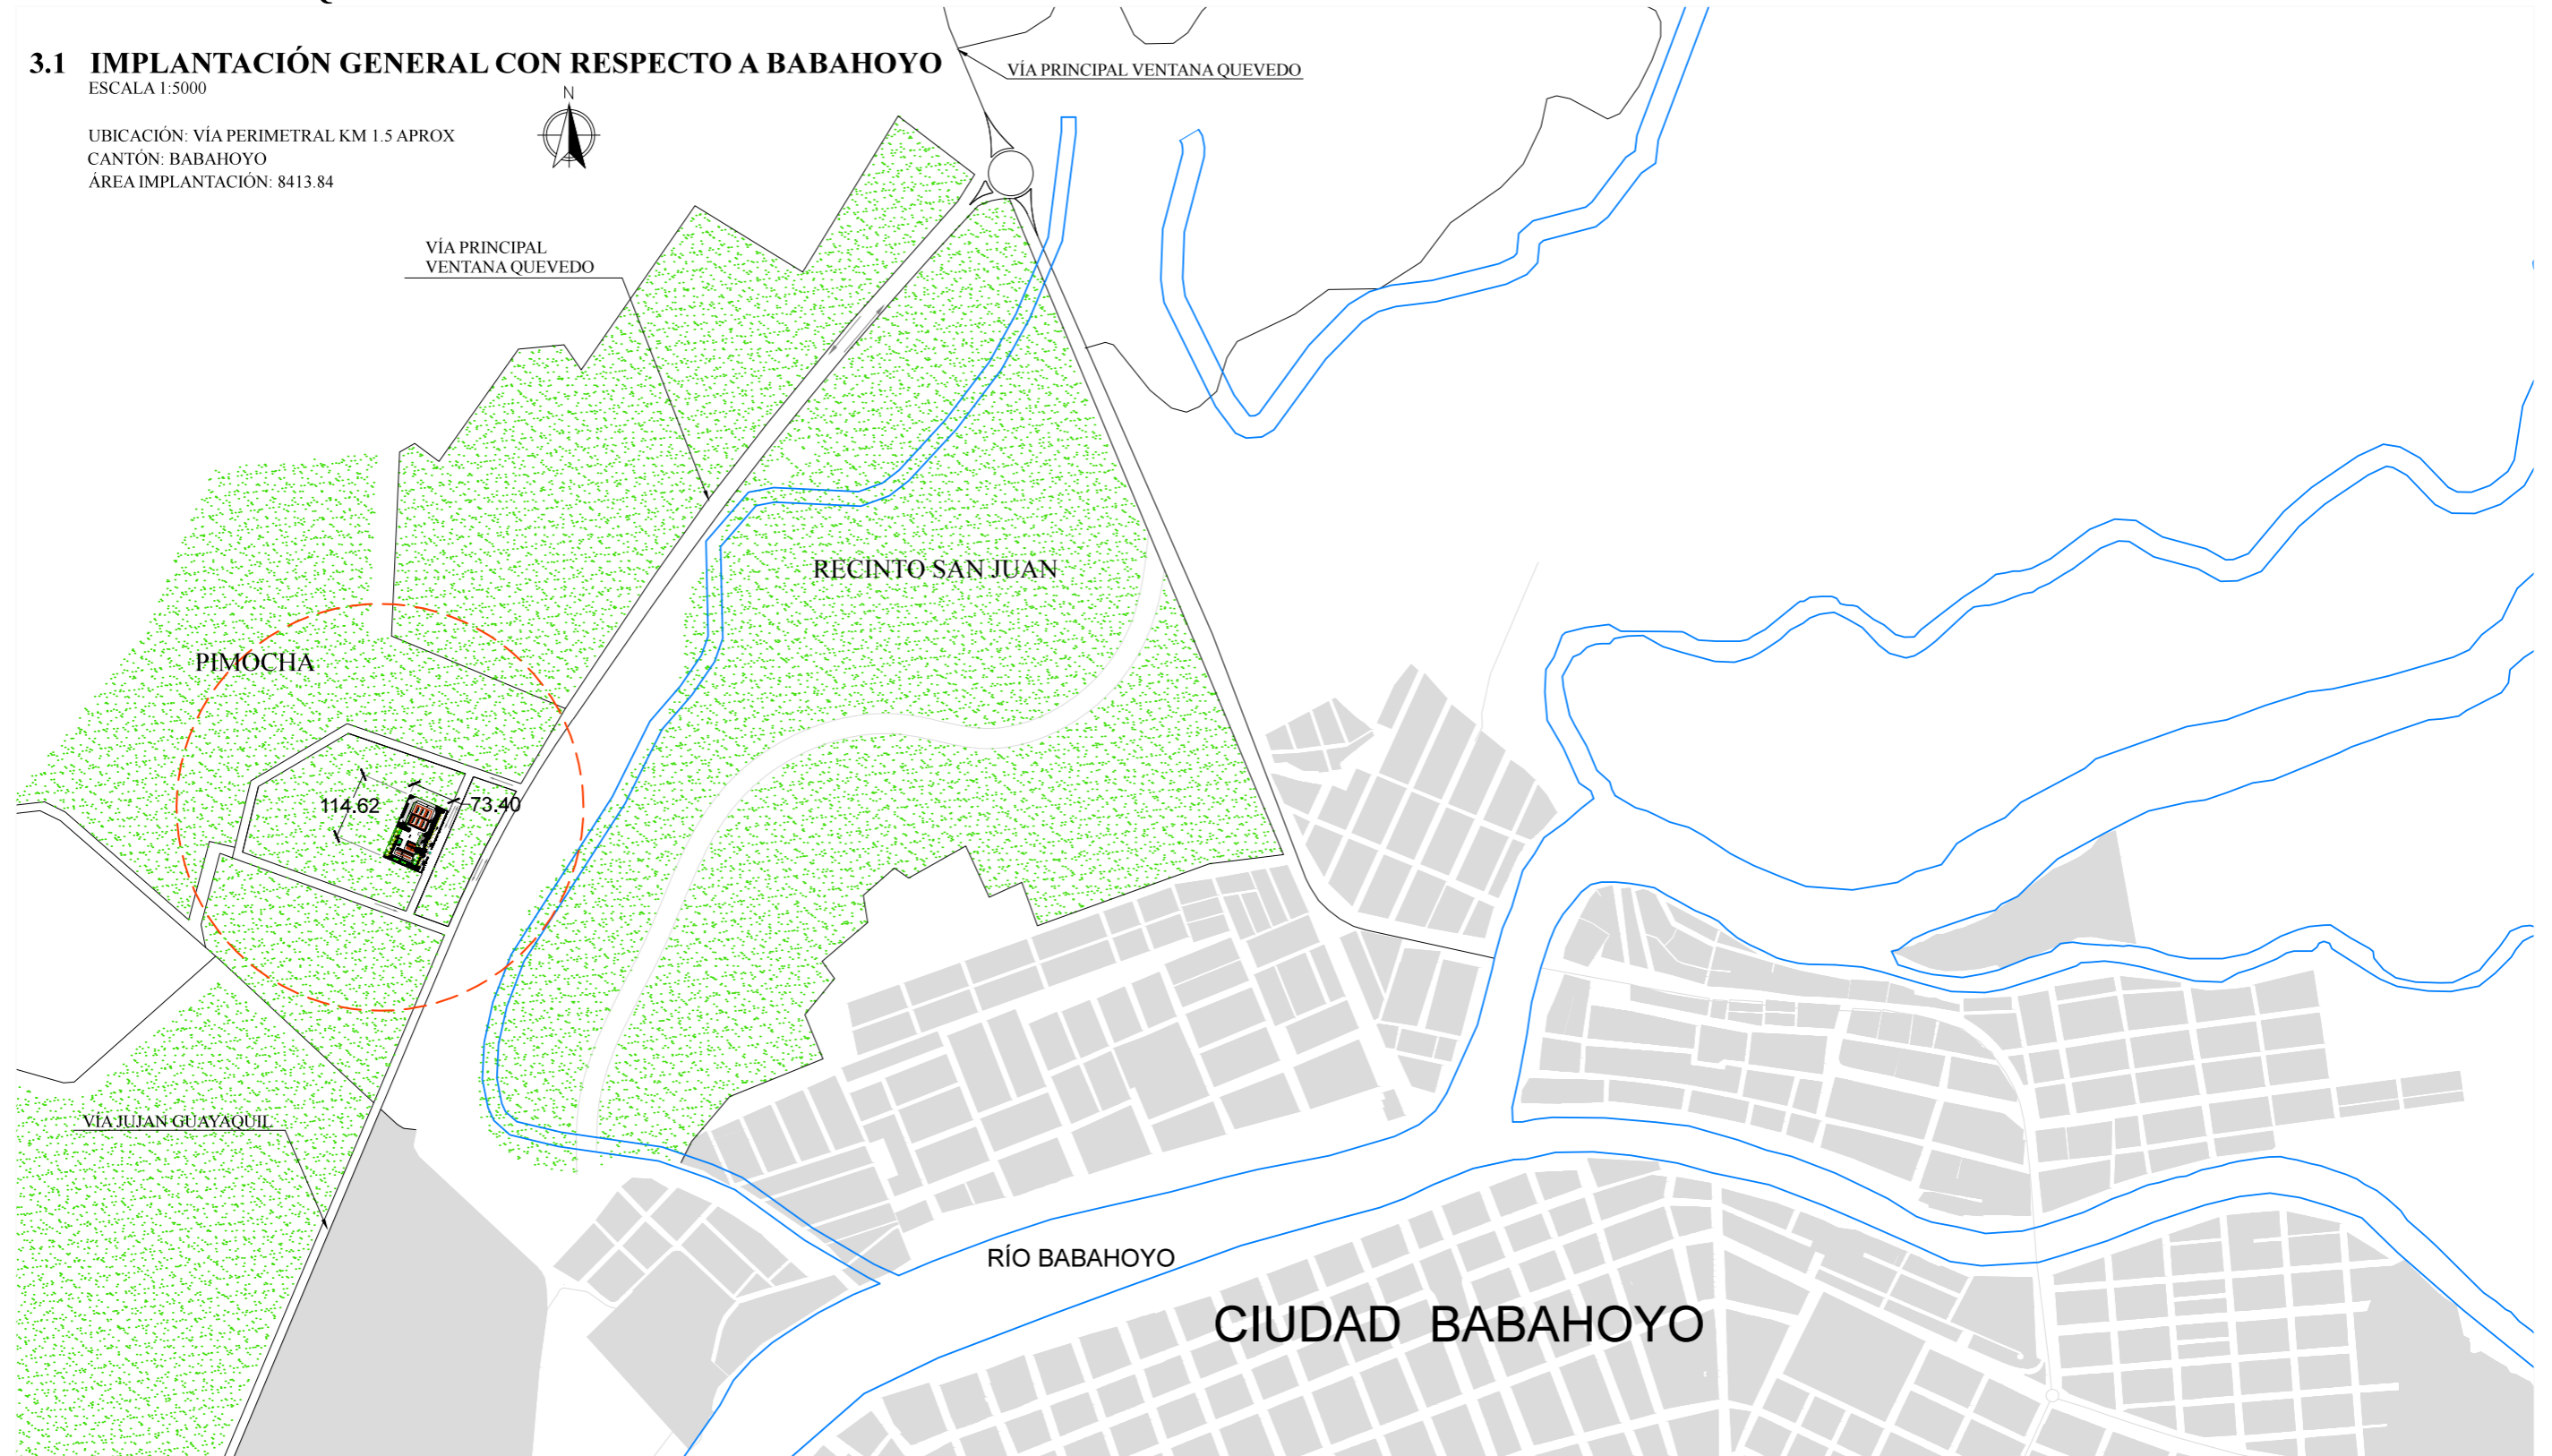 3.1 IMPLANTACIÓN GENERAL CON RESPECTO A BABAHOYO
ESCALA 1:5000
N
VÍA PRINCIPAL VENTANA QUEVEDO
UBICACIÓN: VÍA PERIMETRAL KM 1.5 APROX
CANTÓN: BABAHOYO
ÁREA IMPLANTACIÓN: 8413.84
VÍA PRINCIPAL
VENTANA QUEVEDO
RECINTO SAN JUAN
PIMOCHA
114.62
73.40
VÍA JUJAN GUAYAQUIL
RÍO BABAHOYO
CIUDAD BABAHOYO